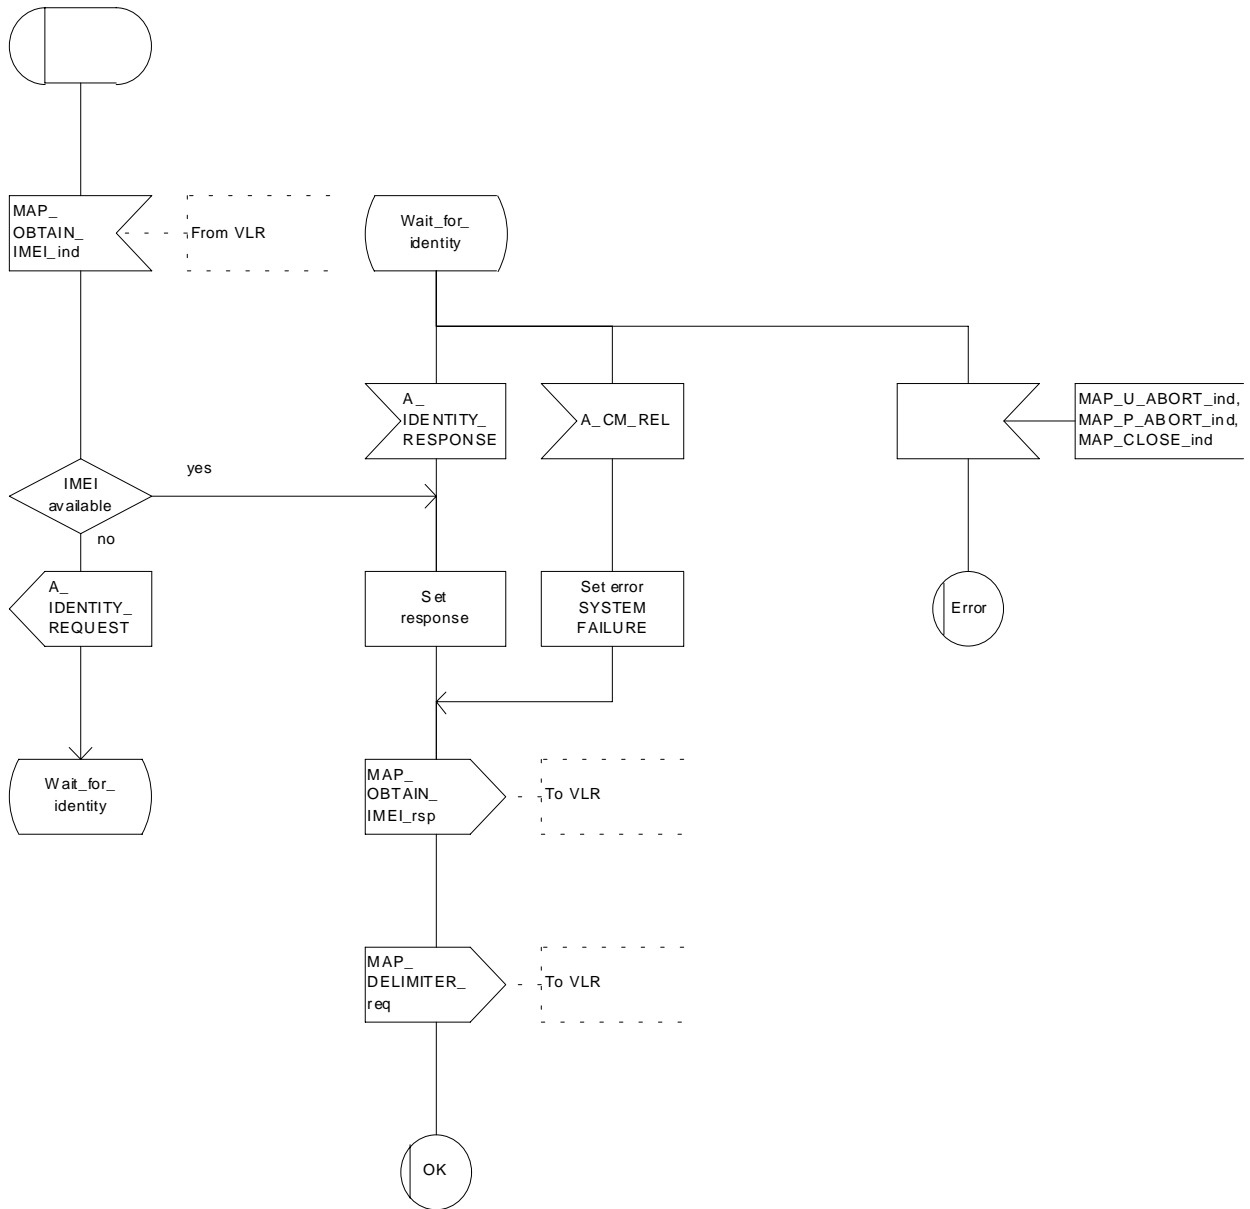 MAP_
OBTAIN_
IMEI_ind
From VLR
Wait_for_
identity
A_
IDENTITY_
RESPONSE
A_CM_REL
MAP_U_ABORT_ind,
MAP_P_ABORT_ind,
MAP_CLOSE_ind
yes
IMEI
available
no
A_
IDENTITY_
REQUEST
Set
response
Set error
SYSTEM
FAILURE
Error
Wait_for_
identity
MAP_
OBTAIN_
IMEI_rsp
To VLR
MAP_
DELIMITER_
req
To VLR
OK